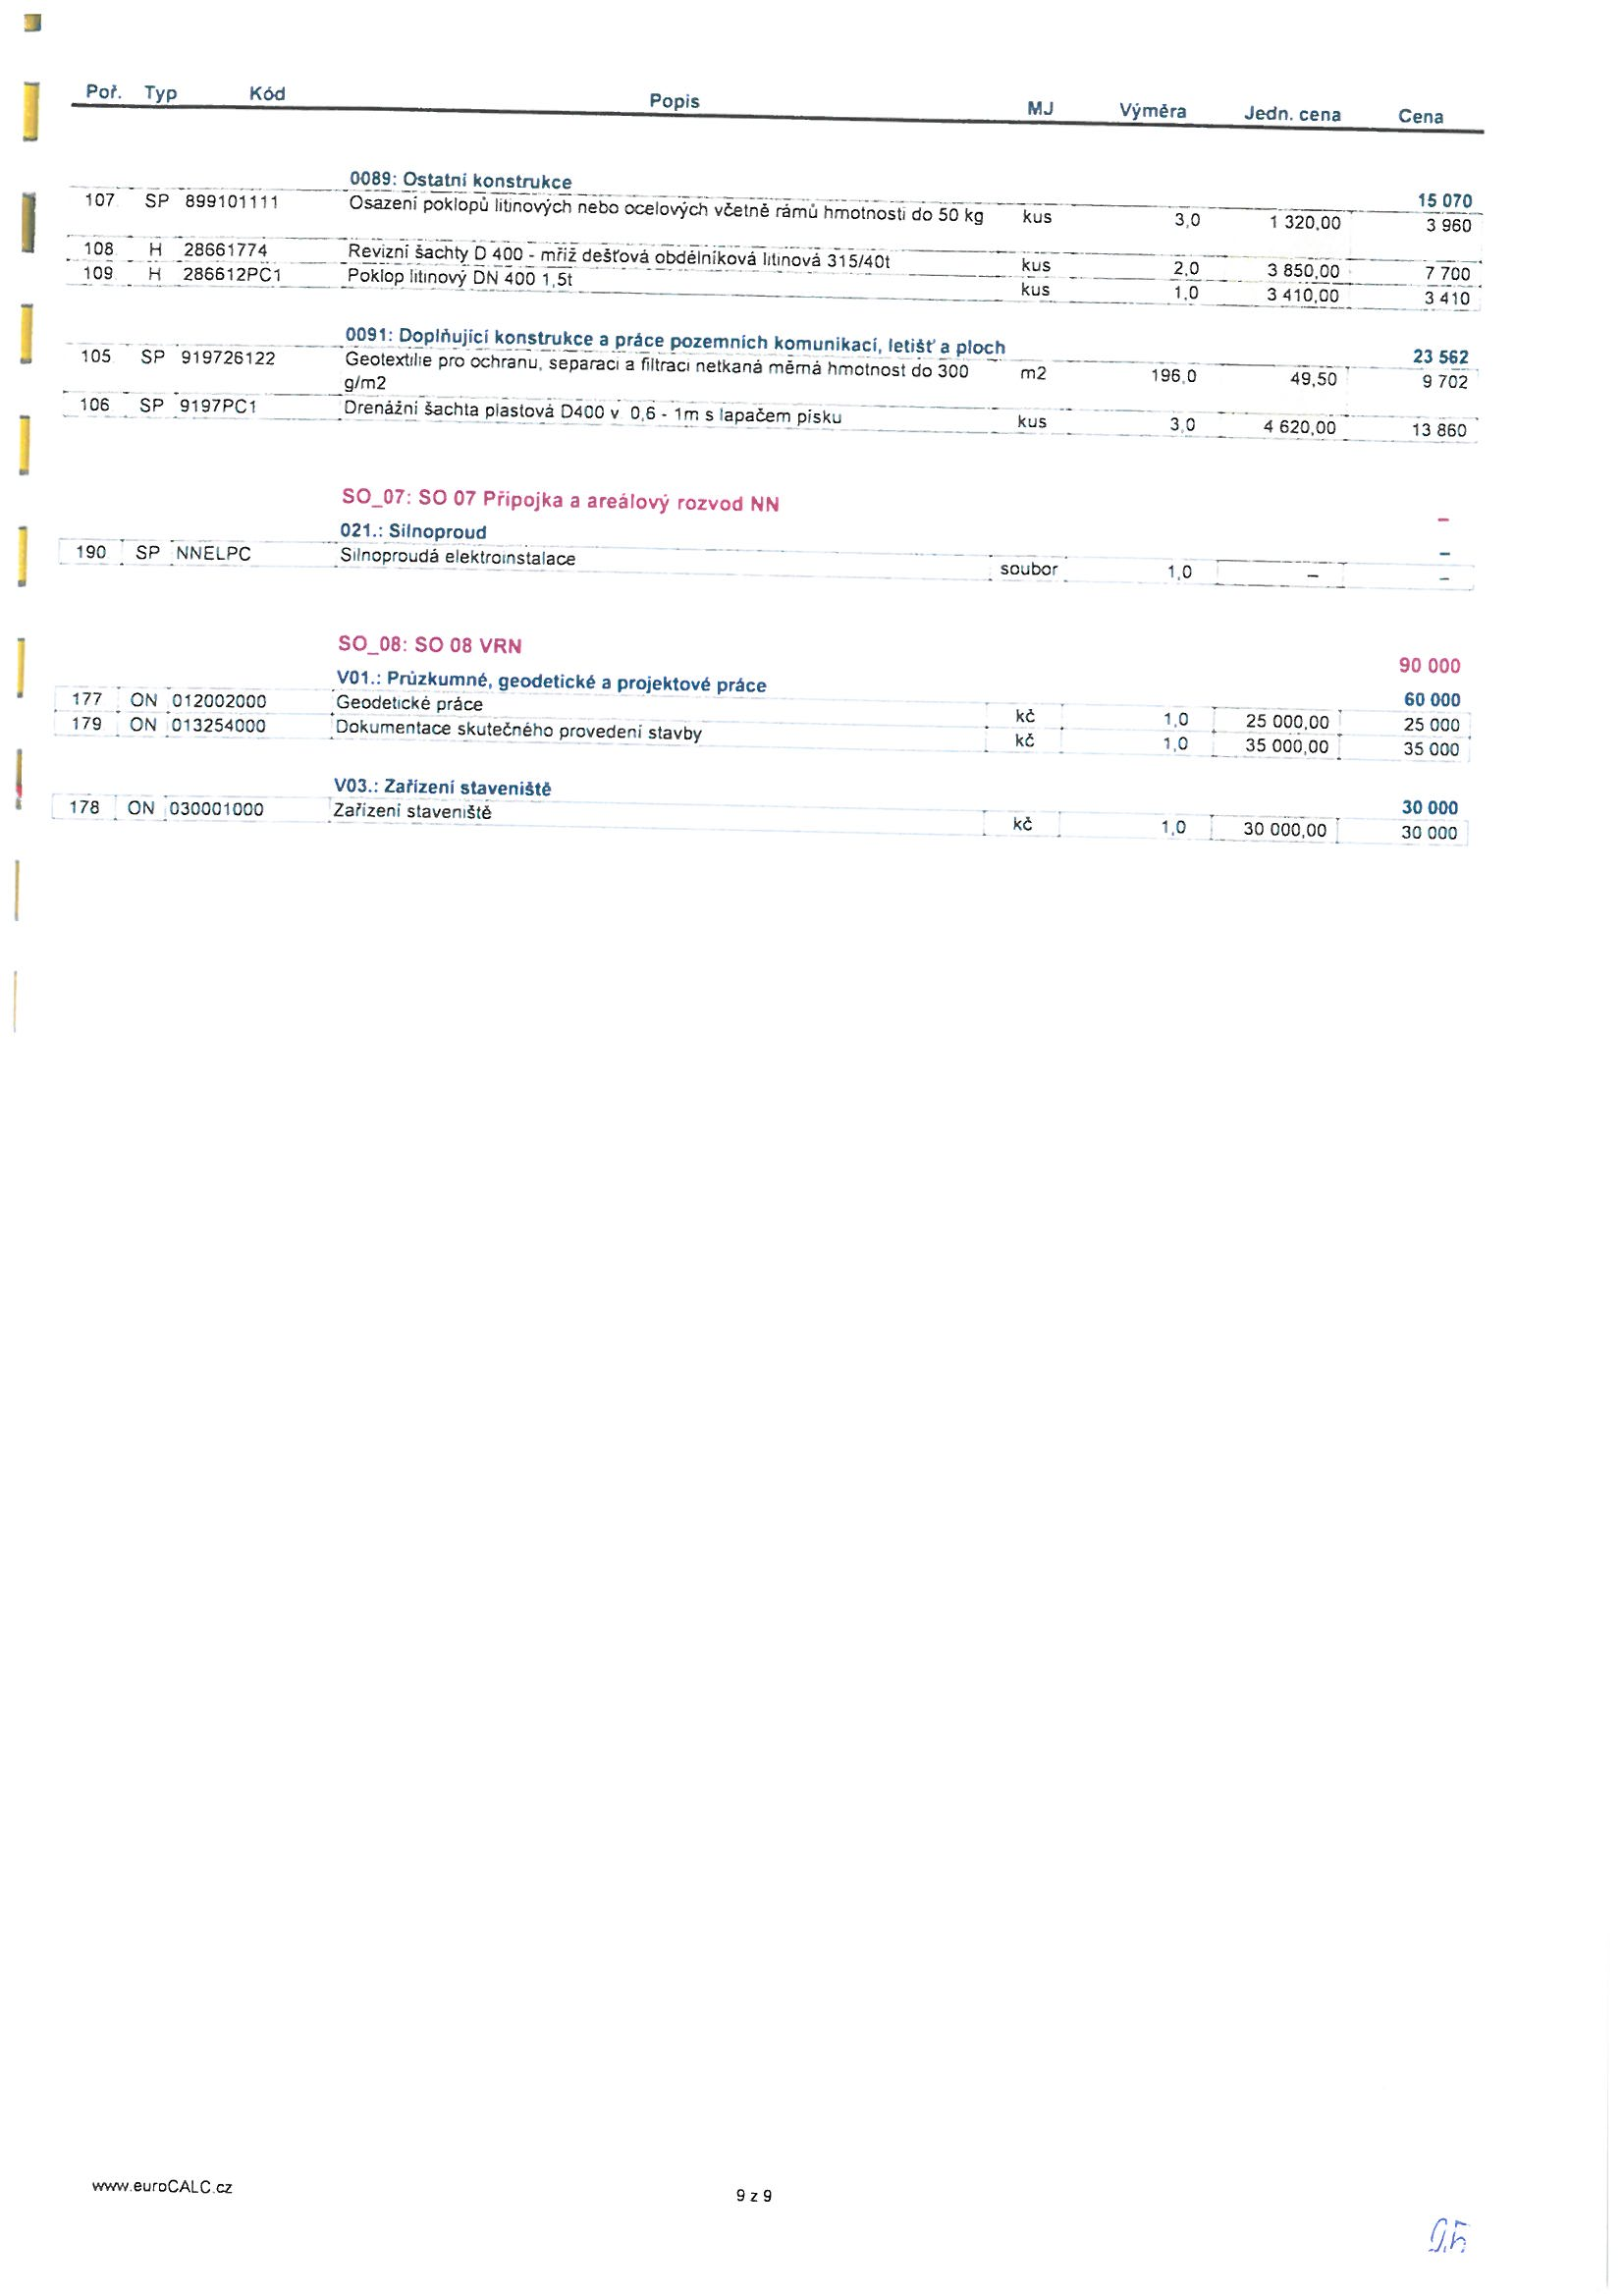 Poř. Typ Kód Popis MJ Výměra Jedn. cena Cena
0089: Ostatní konstrukce 15 070
107 SP 899101111 Osazení poklopů litinových nebo ocelových včetně rámů hmotnosti do 50 kg kus 3,0 1 320,00 3 960
108 H 28661774 Revizní šachty D 400 - mříž dešťová obdélníková litinová 315/40t kus 2,0 3 850,00 7 700
109 H 286612PC1 Poklop litinový DN 400 1,5t kus 1,0 3 410,00 3 410
0091: Doplňující konstrukce a práce pozemních komunikací, letišť a ploch 23 562
105 SP 919726122 Geotextilie pro ochranu, separaci a filtraci netkaná měrná hmotnost do 300 m2 196,0 49,50 9 702
g/m2
106 SP 9197PC1 Drenážní šachta plastová D400 v 0,6 - 1m s lapačem písku kus 3,0 4 620,00 13 860
SO_07: SO 07 Přípojka a areálový rozvod NN –
021.: Silnoproud –
190 SP NNELPC Silnoproudá elektroinstalace soubor 1,0 – –
SO_08: SO 08 VRN 90 000
V01.: Průzkumné, geodetické a projektové práce 60 000
177 ON 012002000 Geodetické práce kč 1,0 25 000,00 25 000
179 ON 013254000 Dokumentace skutečného provedení stavby kč 1,0 35 000,00 35 000
V03.: Zařízení staveniště 30 000
178 ON 030001000 Zařízení staveniště kč 1,0 30 000,00 30 000
www.euroCALC.cz 9 z 9